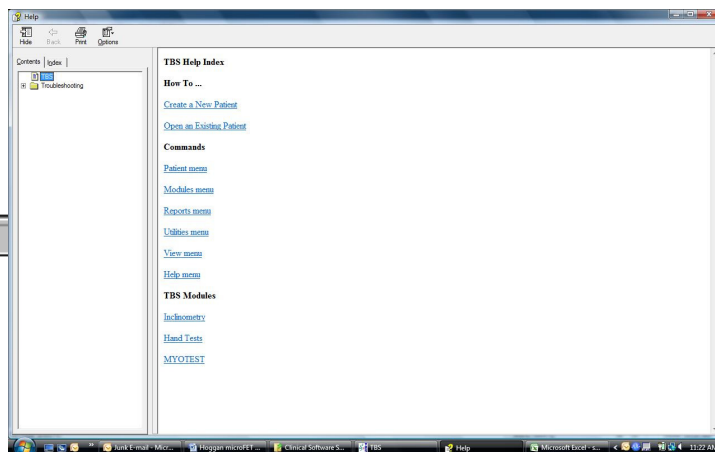 Help
Hide Back Print Options
Contents Index
TBS
Troubleshooting
TBS Help Index
How To ...
Create a New Patient
Open an Existing Patient
Commands
Patient menu
Modules menu
Reports menu
Utilities menu
View menu
Help menu
TBS Modules
Inclinometry
Hand Tests
MYOTEST
Junk E-mail - Micr... Hoggan microFET ... Clinical Software S... TBS Help Microsoft Excel - s... 11:22 AM